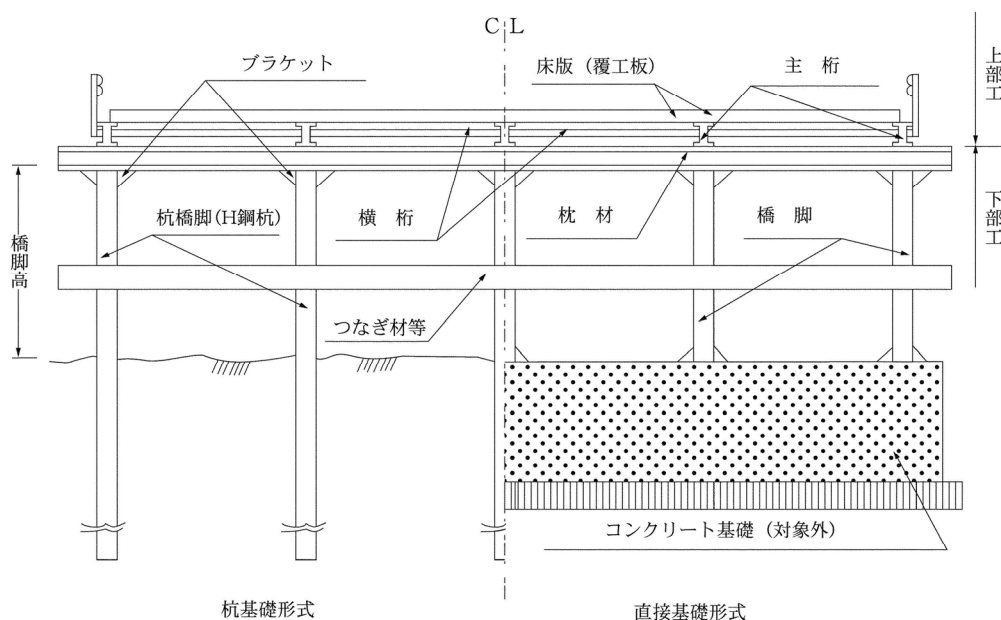 C L
ブラケット
床版（覆工板）
主　桁
上部工
杭橋脚(H鋼杭)
横　桁
枕　材
橋　脚
下部工
橋脚高
つなぎ材等
コンクリート基礎（対象外）
杭基礎形式
直接基礎形式